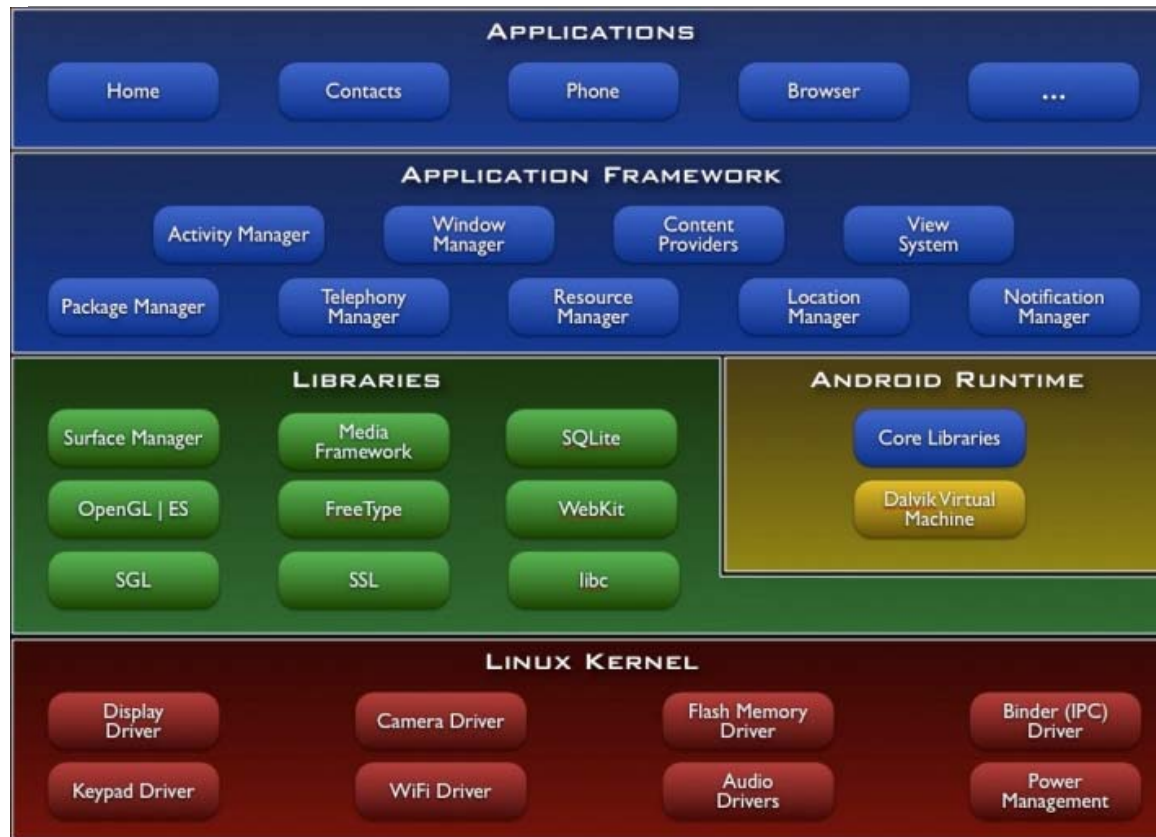 APPLICATIONS
Home
Contacts
Phone
Browser
...
APPLICATION FRAMEWORK
Activity Manager
Window
Manager
Content
Providers
View
System
Package Manager
Telephony
Manager
Resource
Manager
Location
Manager
Notification
Manager
LIBRARIES
Surface Manager
Media
Framework
SQLite
OpenGL | ES
FreeType
WebKit
SGL
SSL
libc
ANDROID RUNTIME
Core Libraries
Dalvik Virtual
Machine
LINUX KERNEL
Display
Driver
Camera Driver
Flash Memory
Driver
Binder (IPC)
Driver
Keypad Driver
WiFi Driver
Audio
Drivers
Power
Management